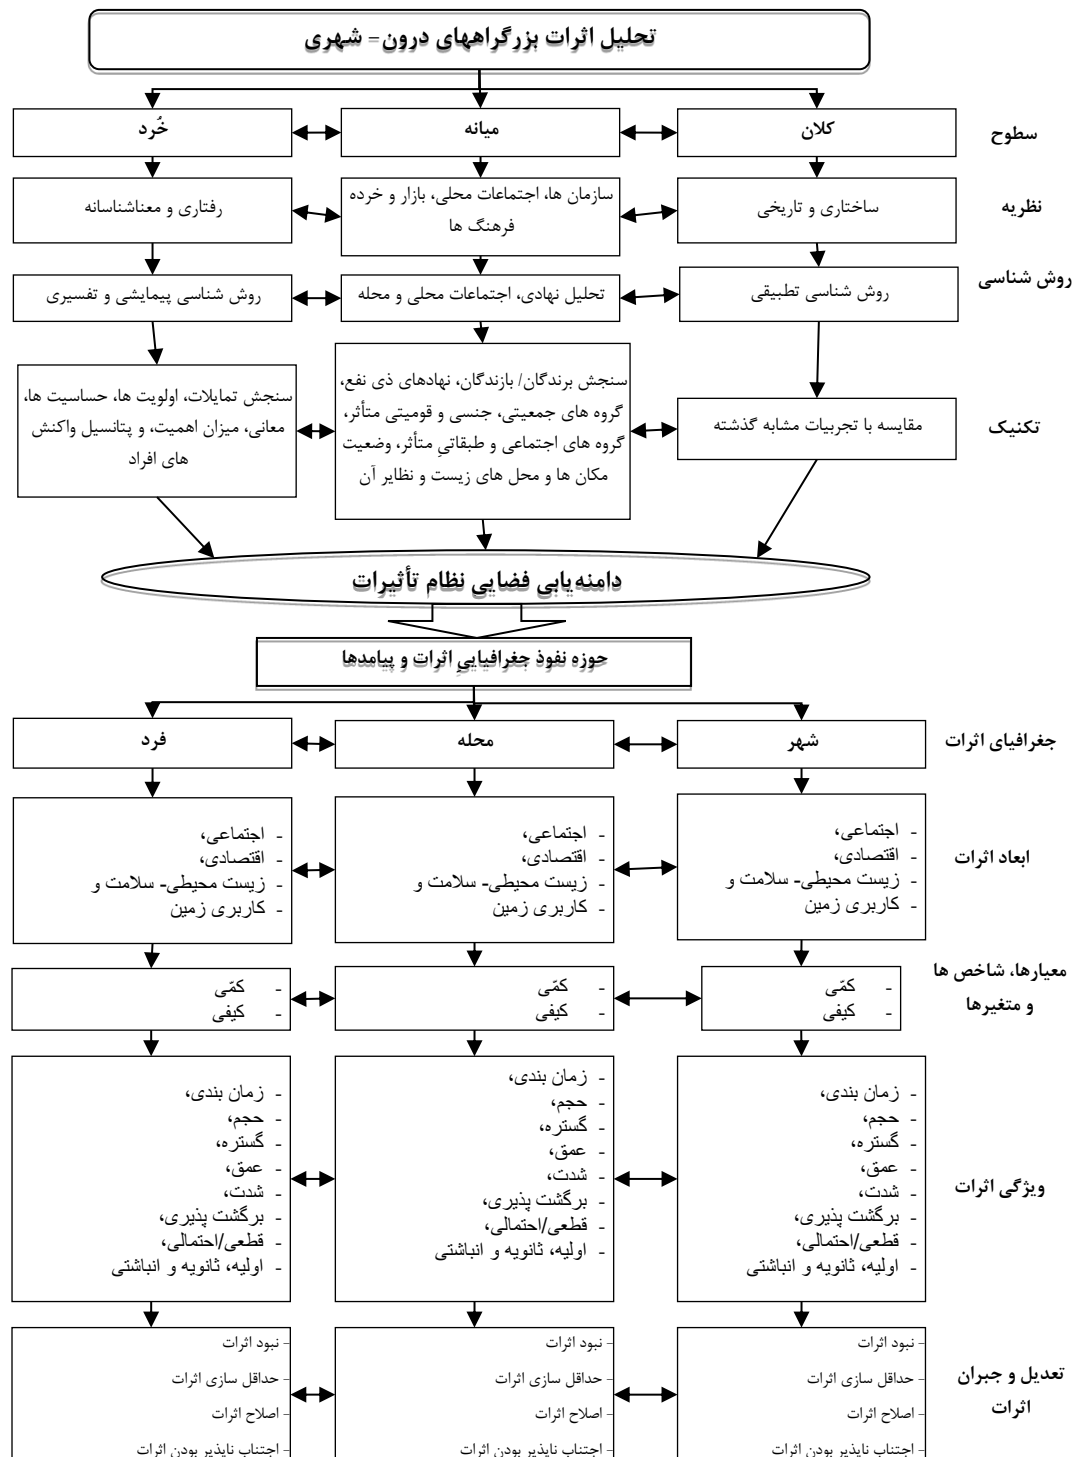 تحلیل اثرات بزرگراههای درون- شهری
سطوح
کلان
میانه
خُرد
نظریه
ساختاری و تاریخی
سازمان ها، اجتماعات محلی، بازار و خرده
فرهنگ ها
رفتاری و معناشناسانه
روش شناسی
روش شناسی تطبیقی
تحلیل نهادی، اجتماعات محلی و محله
روش شناسی پیمایشی و تفسیری
تکنیک
مقایسه با تجربیات مشابه گذشته
سنجش برندگان/ بازندگان، نهادهای ذی نفع،
گروه های جمعیتی، جنسی و قومیتی متأثر،
گروه های اجتماعی و طبقاتیِ متأثر، وضعیت
مکان ها و محل های زیست و نظایر آن
سنجش تمایلات، اولویت ها، حساسیت ها،
معانی، میزان اهمیت، و پتانسیل واکنش
های افراد
دامنه‌یابی فضایی نظام تأثیرات
حوزه نفوذ جغرافیاییِ اثرات و پیامدها
جغرافیای اثرات
شهر
محله
فرد
ابعاد اثرات
- اجتماعی،
- اقتصادی،
- زیست محیطی- سلامت و
- کاربری زمین
- اجتماعی،
- اقتصادی،
- زیست محیطی- سلامت و
- کاربری زمین
- اجتماعی،
- اقتصادی،
- زیست محیطی- سلامت و
- کاربری زمین
معیارها، شاخص ها
و متغیرها
- کمّی
- کیفی
- کمّی
- کیفی
- کمّی
- کیفی
ویژگی اثرات
- زمان بندی،
- حجم،
- گستره،
- عمق،
- شدت،
- برگشت پذیری،
- قطعی/احتمالی،
- اولیه، ثانویه و انباشتی
- زمان بندی،
- حجم،
- گستره،
- عمق،
- شدت،
- برگشت پذیری،
- قطعی/احتمالی،
- اولیه، ثانویه و انباشتی
- زمان بندی،
- حجم،
- گستره،
- عمق،
- شدت،
- برگشت پذیری،
- قطعی/احتمالی،
- اولیه، ثانویه و انباشتی
تعدیل و جبران
اثرات
- نبود اثرات
- حداقل سازی اثرات
- اصلاح اثرات
- اجتناب ناپذیر بودن اثرات
- نبود اثرات
- حداقل سازی اثرات
- اصلاح اثرات
- اجتناب ناپذیر بودن اثرات
- نبود اثرات
- حداقل سازی اثرات
- اصلاح اثرات
- اجتناب ناپذیر بودن اثرات